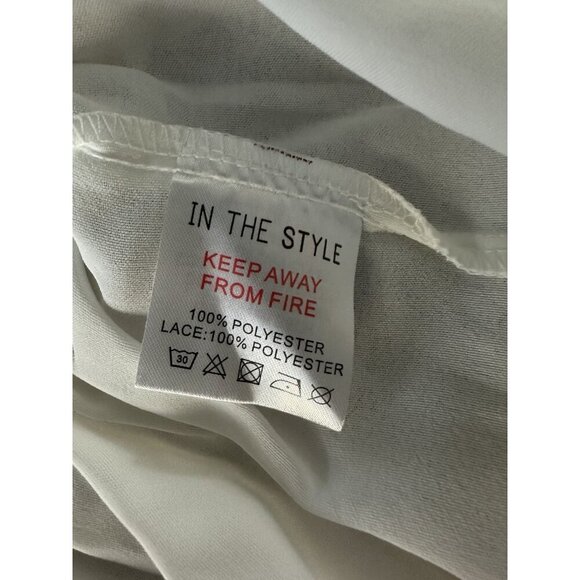 IN THE STYLE
KEEP AWAY
FROM FIRE
100% POLYESTER
LACE:100% POLYESTER
30